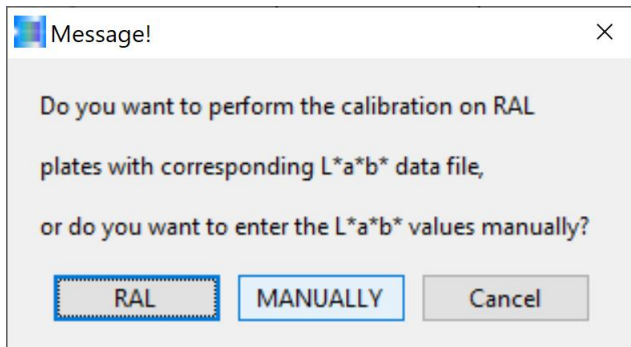 Message!
Do you want to perform the calibration on RAL
plates with corresponding L*a*b* data file,
or do you want to enter the L*a*b* values manually?
RAL MANUALLY Cancel